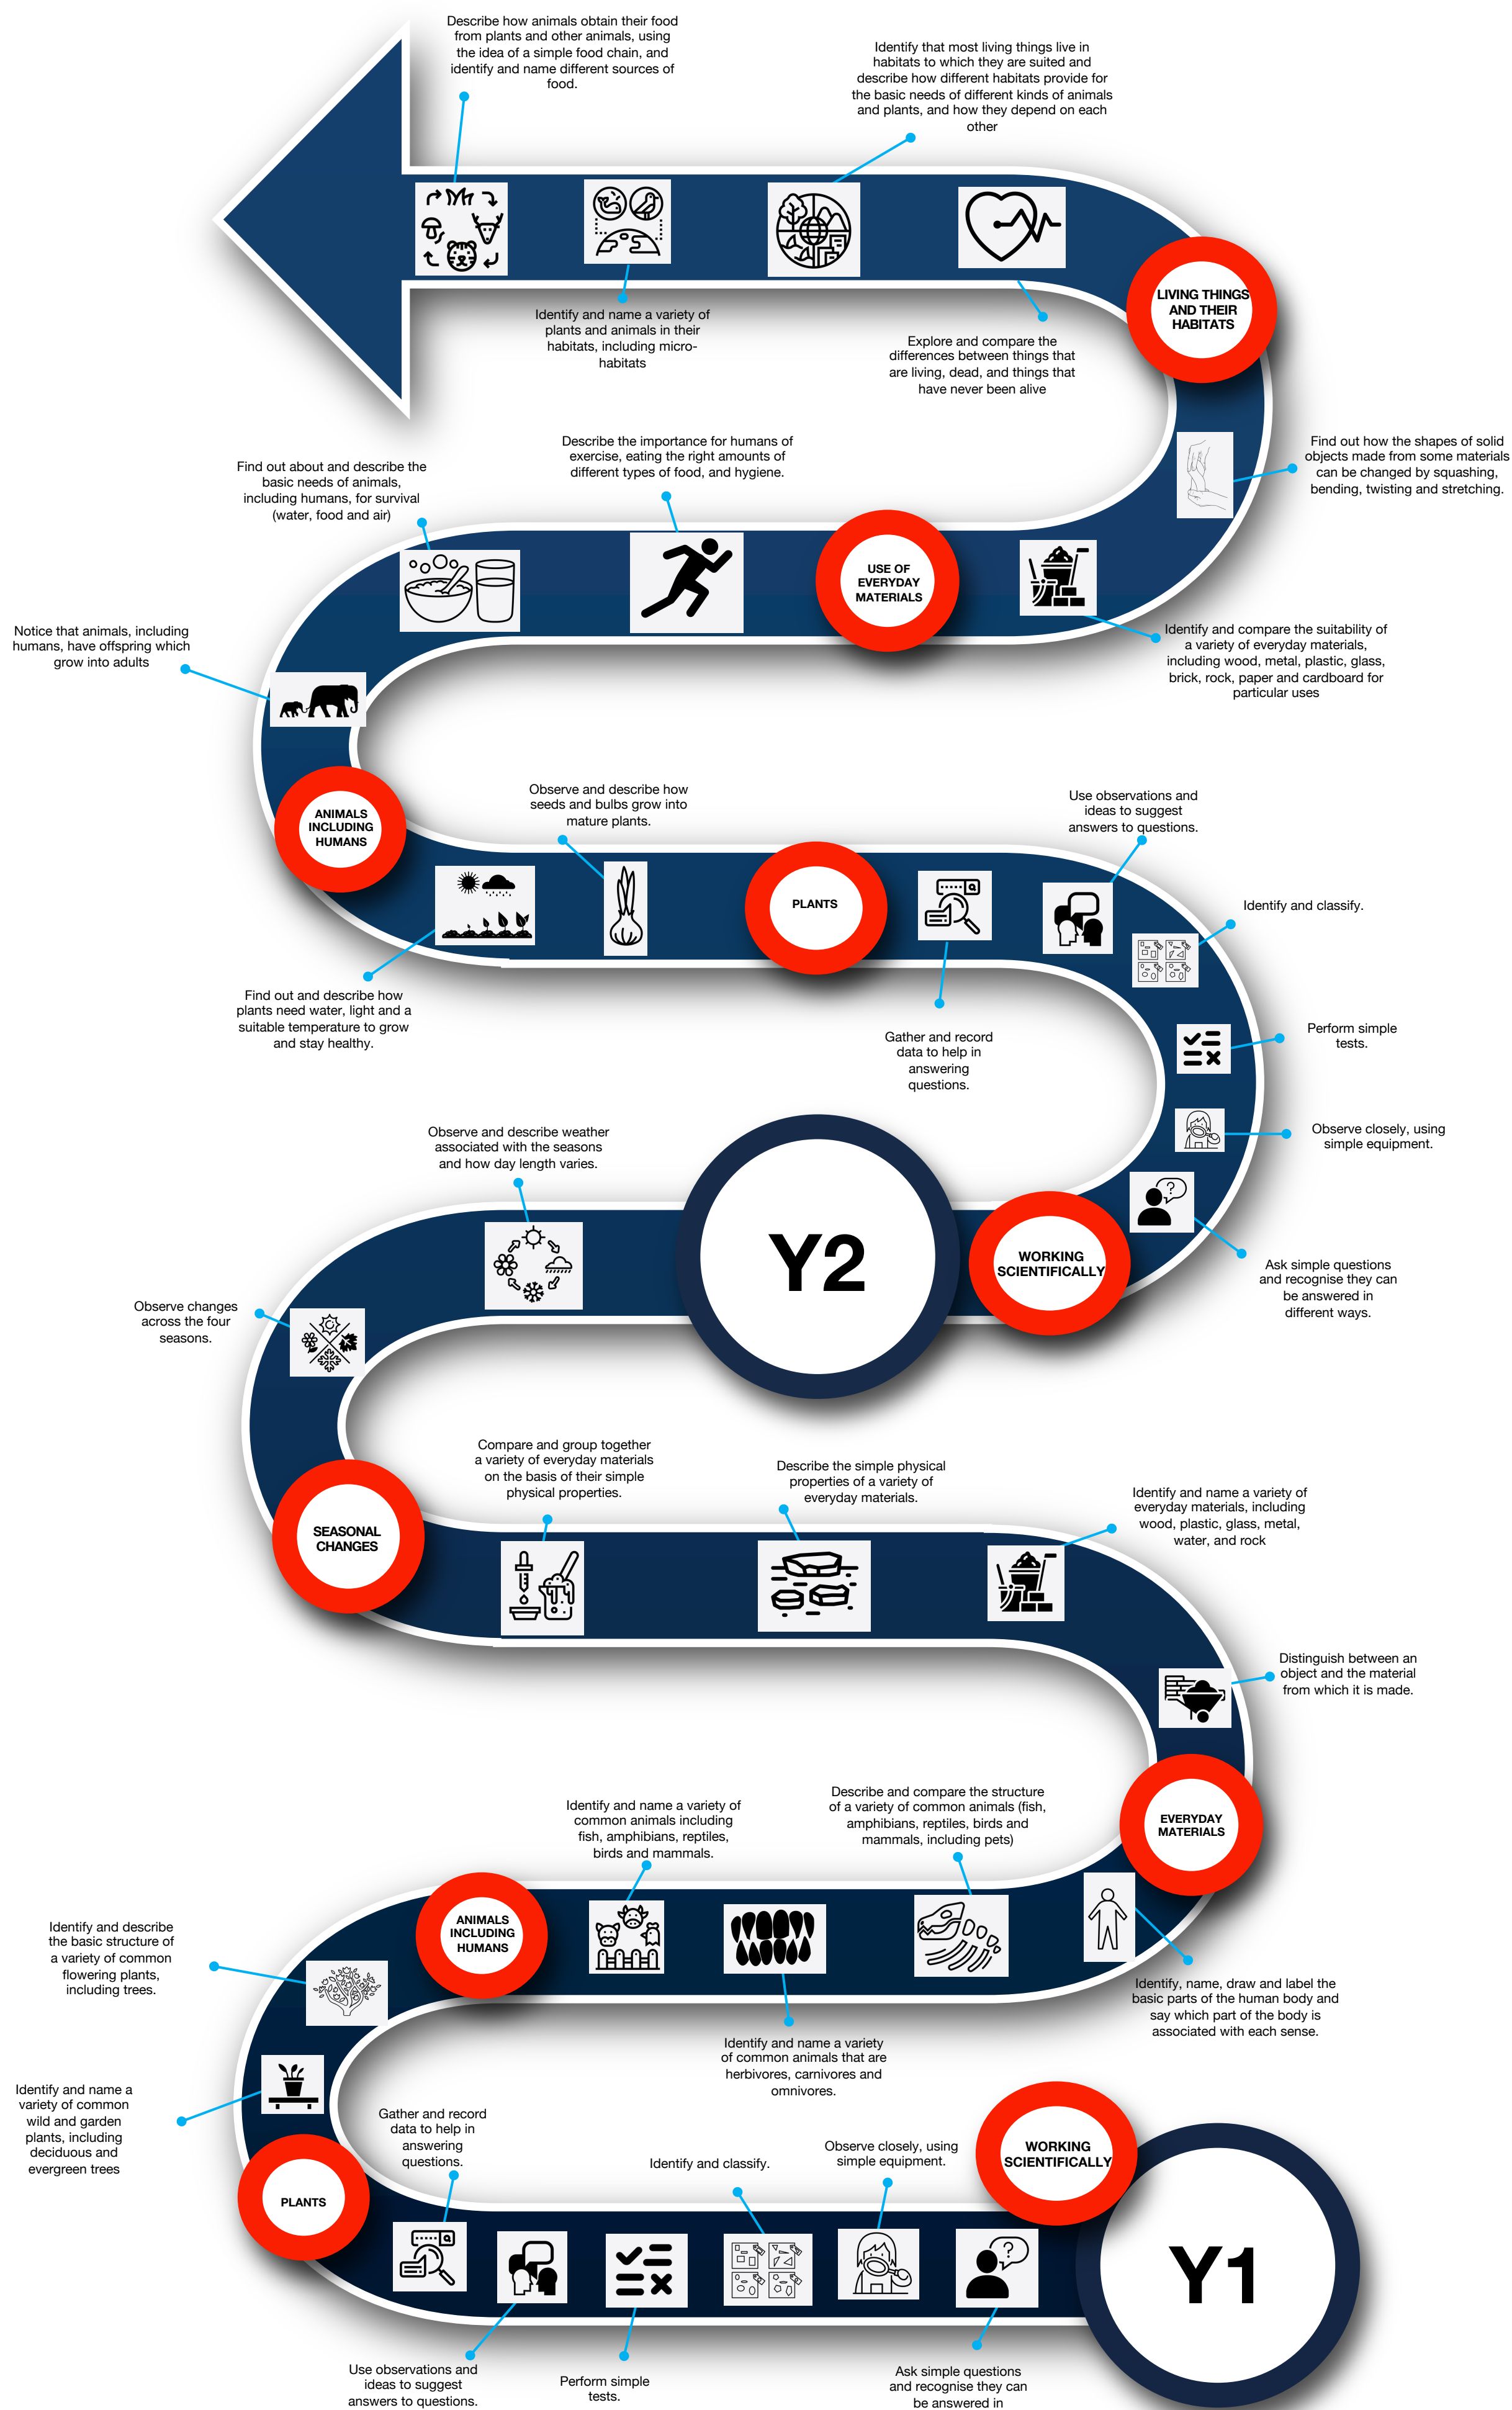 Describe how animals obtain their food
from plants and other animals, using
the idea of a simple food chain, and
identify and name different sources of
food.
Identify that most living things live in
habitats to which they are suited and
describe how different habitats provide for
the basic needs of different kinds of animals
and plants, and how they depend on each
other
LIVING THINGS
AND THEIR
HABITATS
Identify and name a variety of
plants and animals in their
habitats, including micro-
habitats
Explore and compare the
differences between things that
are living, dead, and things that
have never been alive
Find out how the shapes of solid
objects made from some materials
can be changed by squashing,
bending, twisting and stretching.
Describe the importance for humans of
exercise, eating the right amounts of
different types of food, and hygiene.
Find out about and describe the
basic needs of animals,
including humans, for survival
(water, food and air)
USE OF
EVERYDAY
MATERIALS
Notice that animals, including
humans, have offspring which
grow into adults
Identify and compare the suitability of
a variety of everyday materials,
including wood, metal, plastic, glass,
brick, rock, paper and cardboard for
particular uses
ANIMALS
INCLUDING
HUMANS
Observe and describe how
seeds and bulbs grow into
mature plants.
Use observations and
ideas to suggest
answers to questions.
PLANTS
Identify and classify.
Find out and describe how
plants need water, light and a
suitable temperature to grow
and stay healthy.
Gather and record
data to help in
answering
questions.
Perform simple
tests.
Observe closely, using
simple equipment.
Observe and describe weather
associated with the seasons
and how day length varies.
Y2
WORKING
SCIENTIFICALLY
Ask simple questions
and recognise they can
be answered in
different ways.
Observe changes
across the four
seasons.
Compare and group together
a variety of everyday materials
on the basis of their simple
physical properties.
Describe the simple physical
properties of a variety of
everyday materials.
Identify and name a variety of
everyday materials, including
wood, plastic, glass, metal,
water, and rock
SEASONAL
CHANGES
Distinguish between an
object and the material
from which it is made.
Identify and name a variety of
common animals including
fish, amphibians, reptiles,
birds and mammals.
Describe and compare the structure
of a variety of common animals (fish,
amphibians, reptiles, birds and
mammals, including pets)
EVERYDAY
MATERIALS
ANIMALS
INCLUDING
HUMANS
Identify and describe
the basic structure of
a variety of common
flowering plants,
including trees.
Identify, name, draw and label the
basic parts of the human body and
say which part of the body is
associated with each sense.
Identify and name a variety
of common animals that are
herbivores, carnivores and
omnivores.
Identify and name a
variety of common
wild and garden
plants, including
deciduous and
evergreen trees
Gather and record
data to help in
answering
questions.
Identify and classify.
Observe closely, using
simple equipment.
WORKING
SCIENTIFICALLY
PLANTS
Y1
Use observations and
ideas to suggest
answers to questions.
Perform simple
tests.
Ask simple questions
and recognise they can
be answered in